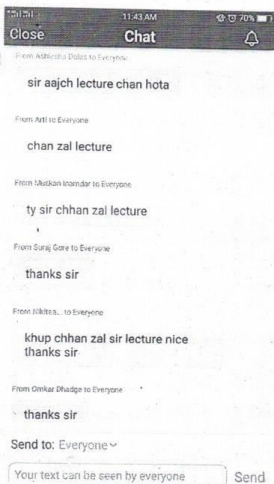 11:43 AM
70%
Close Chat
From Ashlesha Dolas to Everyone
sir aajch lecture chan hota
From Arti to Everyone
chan zal lecture
From Muskan Inamdar to Everyone
ty sir chhan zal lecture
From Suraj Gore to Everyone
thanks sir
From Nikitaa... to Everyone
khup chhan zal sir lecture nice
thanks sir
From Omkar Dhadge to Everyone
thanks sir
Send to: Everyone
Your text can be seen by everyone Send